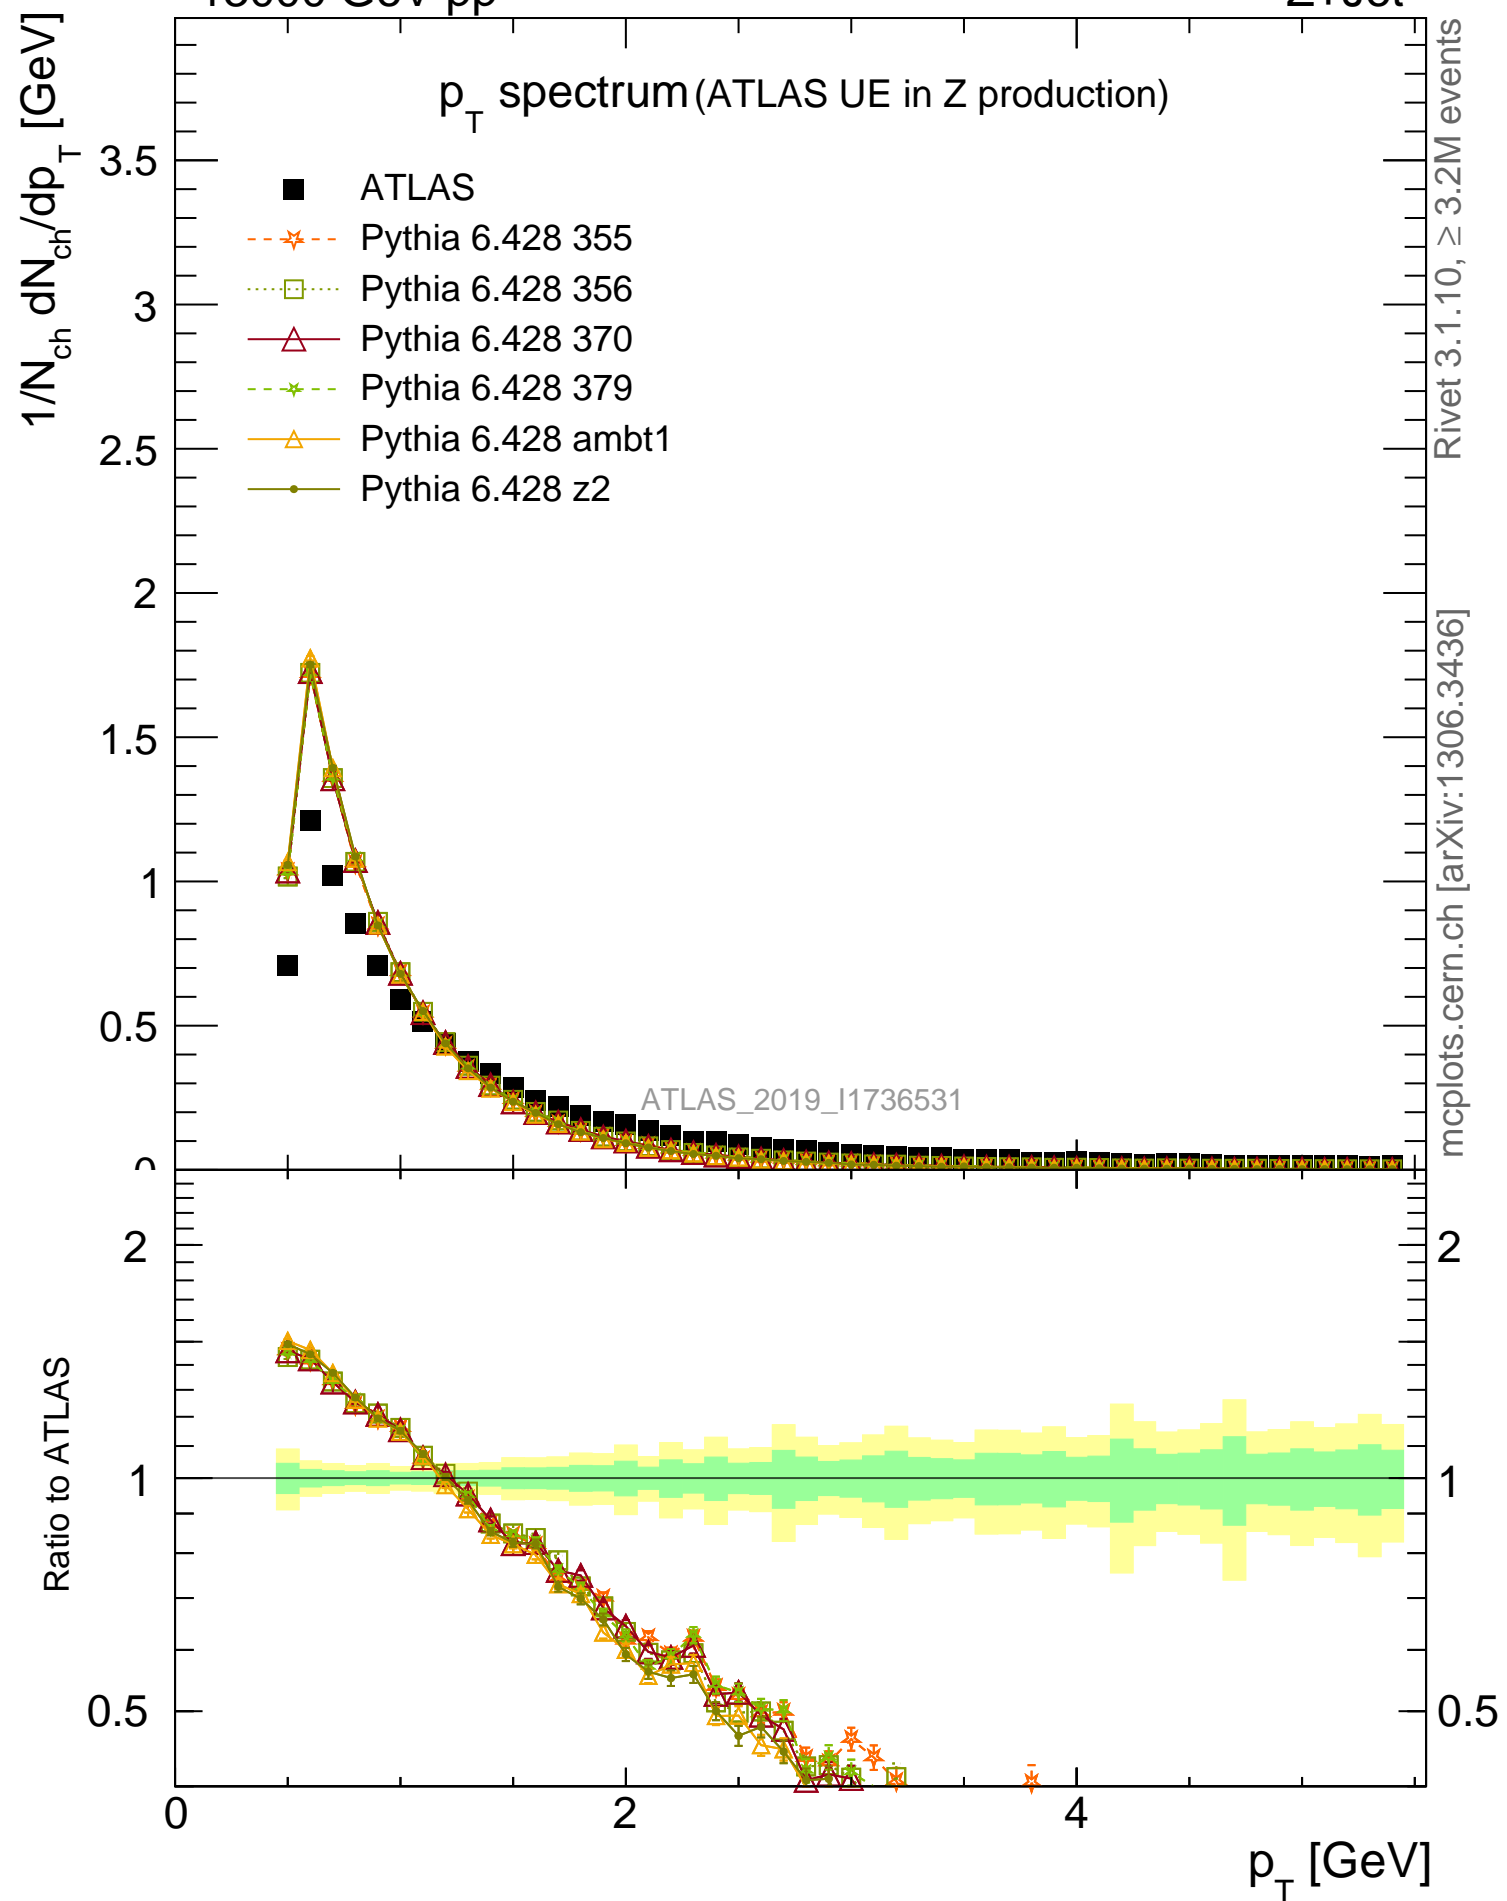 13000 GeV pp
Z+Jet
p_T spectrum (ATLAS UE in Z production)
1/N_ch dN_ch/dp_T [GeV]
ATLAS
Pythia 6.428 355
Pythia 6.428 356
Pythia 6.428 370
Pythia 6.428 379
Pythia 6.428 ambt1
Pythia 6.428 z2
3.5
3
2.5
2
1.5
1
0.5
0
ATLAS_2019_I1736531
Rivet 3.1.10, ≥ 3.2M events
mcplots.cern.ch [arXiv:1306.3436]
Ratio to ATLAS
2
1
0.5
2
1
0.5
0
2
4
p_T [GeV]